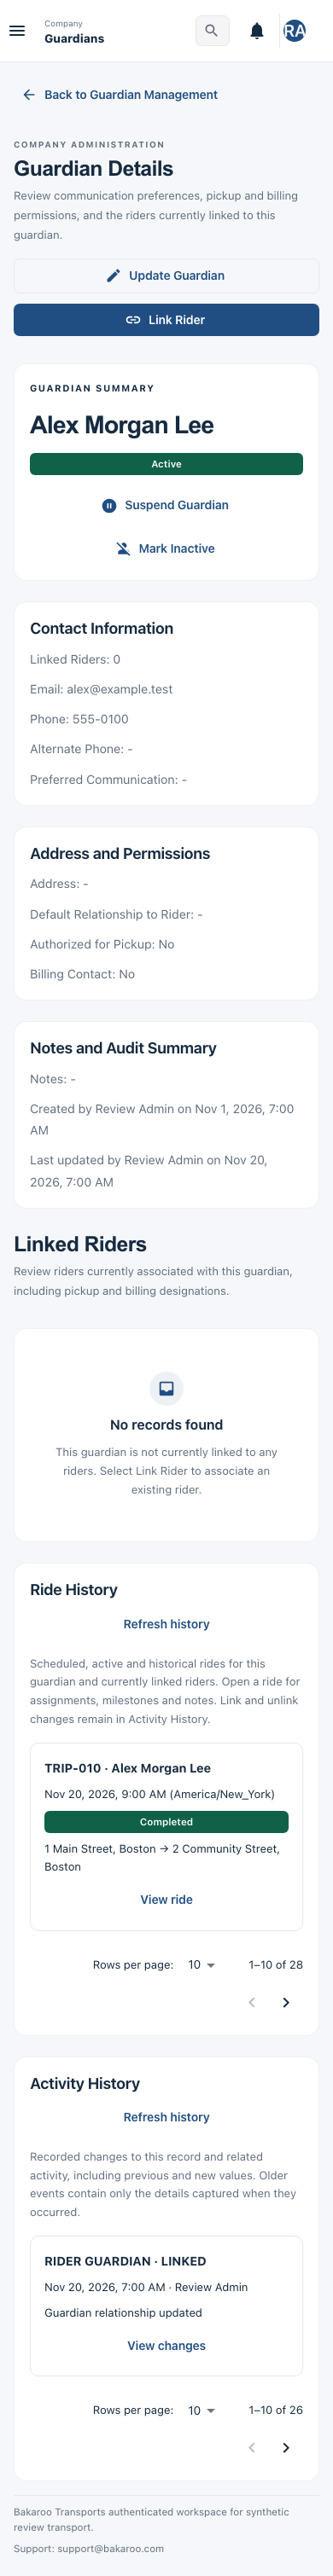 Company
Guardians
RA
Back to Guardian Management
COMPANY ADMINISTRATION
Guardian Details
Review communication preferences, pickup and billing
permissions, and the riders currently linked to this
guardian.
Update Guardian
Link Rider
GUARDIAN SUMMARY
Alex Morgan Lee
Active
Suspend Guardian
Mark Inactive
Contact Information
Linked Riders: 0
Email: alex@example.test
Phone: 555-0100
Alternate Phone: -
Preferred Communication: -
Address and Permissions
Address: -
Default Relationship to Rider: -
Authorized for Pickup: No
Billing Contact: No
Notes and Audit Summary
Notes: -
Created by Review Admin on Nov 1, 2026, 7:00
AM
Last updated by Review Admin on Nov 20,
2026, 7:00 AM
Linked Riders
Review riders currently associated with this guardian,
including pickup and billing designations.
No records found
This guardian is not currently linked to any
riders. Select Link Rider to associate an
existing rider.
Ride History
Refresh history
Scheduled, active and historical rides for this
guardian and currently linked riders. Open a ride for
assignments, milestones and notes. Link and unlink
changes remain in Activity History.
TRIP-010 · Alex Morgan Lee
Nov 20, 2026, 9:00 AM (America/New_York)
Completed
1 Main Street, Boston → 2 Community Street,
Boston
View ride
Rows per page: 10 1–10 of 28
Activity History
Refresh history
Recorded changes to this record and related
activity, including previous and new values. Older
events contain only the details captured when they
occurred.
RIDER GUARDIAN · LINKED
Nov 20, 2026, 7:00 AM · Review Admin
Guardian relationship updated
View changes
Rows per page: 10 1–10 of 26
Bakaroo Transports authenticated workspace for synthetic
review transport.
Support: support@bakaroo.com